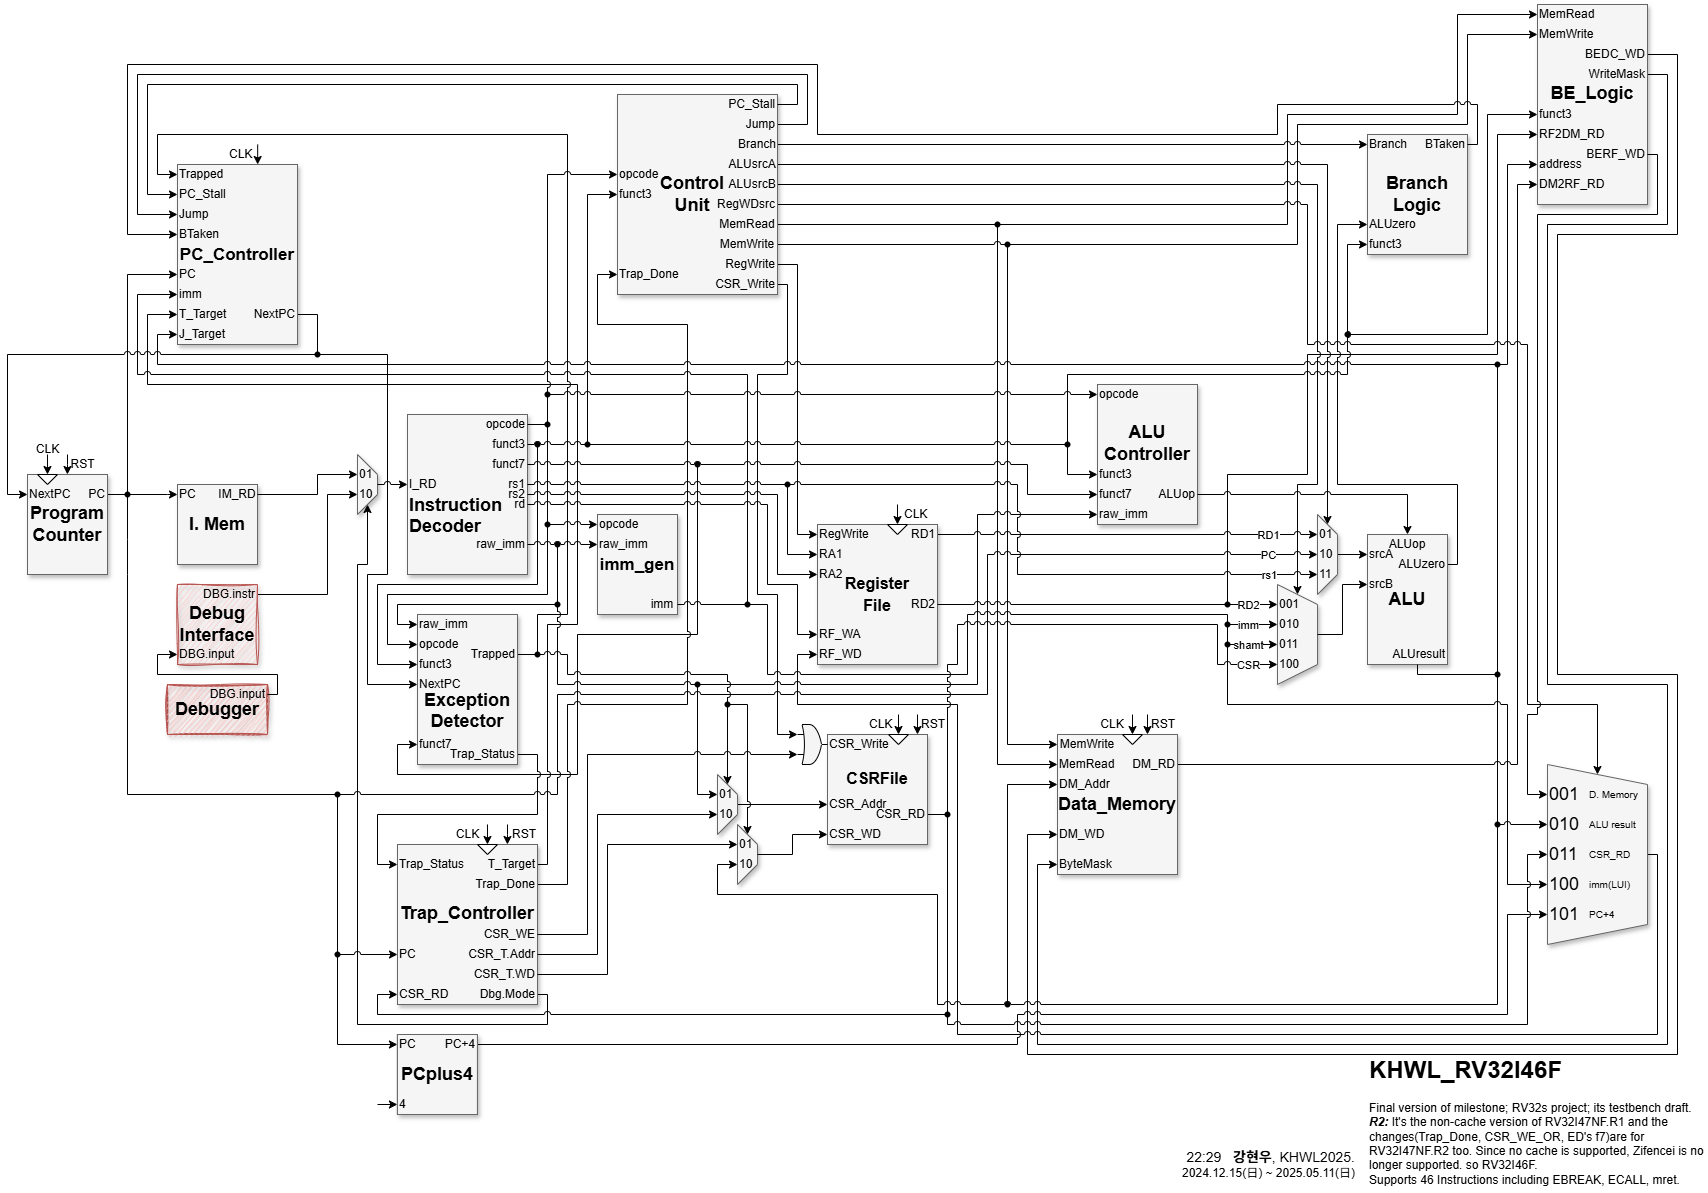 MemRead
MemWrite
BEDC_WD
WriteMask
BE_Logic
funct3
RF2DM_RD
BERF_WD
address
DM2RF_RD
PC_Stall
Jump
Branch
ALUsrcA
opcode
ALUsrcB
Control
Unit
funct3
RegWDsrc
MemRead
MemWrite
RegWrite
Trap_Done
CSR_Write
Branch
BTaken
Branch
Logic
ALUzero
funct3
CLK
Trapped
PC_Stall
Jump
BTaken
PC_Controller
PC
imm
T_Target
NextPC
J_Target
opcode
ALU
Controller
funct3
funct7
ALUop
raw_imm
CLK
RST
NextPC
PC
Program
Counter
PC
IM_RD
I. Mem
01
10
opcode
funct3
funct7
I_RD
rs1
rs2
rd
Instruction
Decoder
raw_imm
opcode
raw_imm
imm_gen
imm
CLK
RegWrite
RD1
RA1
RA2
Register
File
RD2
RF_WA
RF_WD
RD1
01
PC
10
rs1
11
RD2
001
imm
010
shamt
011
CSR
100
ALUop
srcA
ALUzero
srcB
ALU
ALUresult
DBG.instr
Debug
Interface
DBG.input
DBG.input
Debugger
raw_imm
opcode
Trapped
funct3
NextPC
Exception
Detector
funct7
Trap_Status
CLK
RST
CSR_Write
CSRFile
CSR_Addr
CSR_RD
CSR_WD
01
10
01
10
CLK
RST
MemWrite
MemRead
DM_RD
DM_Addr
Data_Memory
DM_WD
ByteMask
001 D. Memory
010 ALU result
011 CSR_RD
100 imm(LUI)
101 PC+4
CLK
RST
Trap_Status
T_Target
Trap_Done
Trap_Controller
CSR_WE
PC
CSR_T.Addr
CSR_T.WD
CSR_RD
Dbg.Mode
PC
PC+4
PCplus4
4
KHWL_RV32I46F
Final version of milestone; RV32s project; its testbench draft.
R2: It's the non-cache version of RV32I47NF.R1 and the
changes(Trap_Done, CSR_WE_OR, ED's f7)are for
RV32I47NF.R2 too. Since no cache is supported, Zifencei is no
longer supported. so RV32I46F.
Supports 46 Instructions including EBREAK, ECALL, mret.
22:29 강현우, KHWL2025.
2024.12.15(日) ~ 2025.05.11(日)